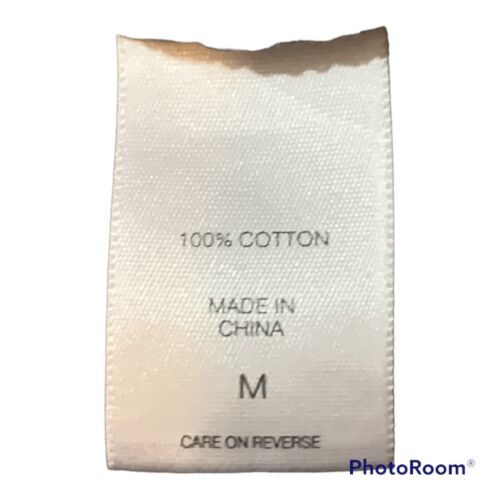 100% COTTON
MADE IN
CHINA
M
CARE ON REVERSE
PhotoRoom®